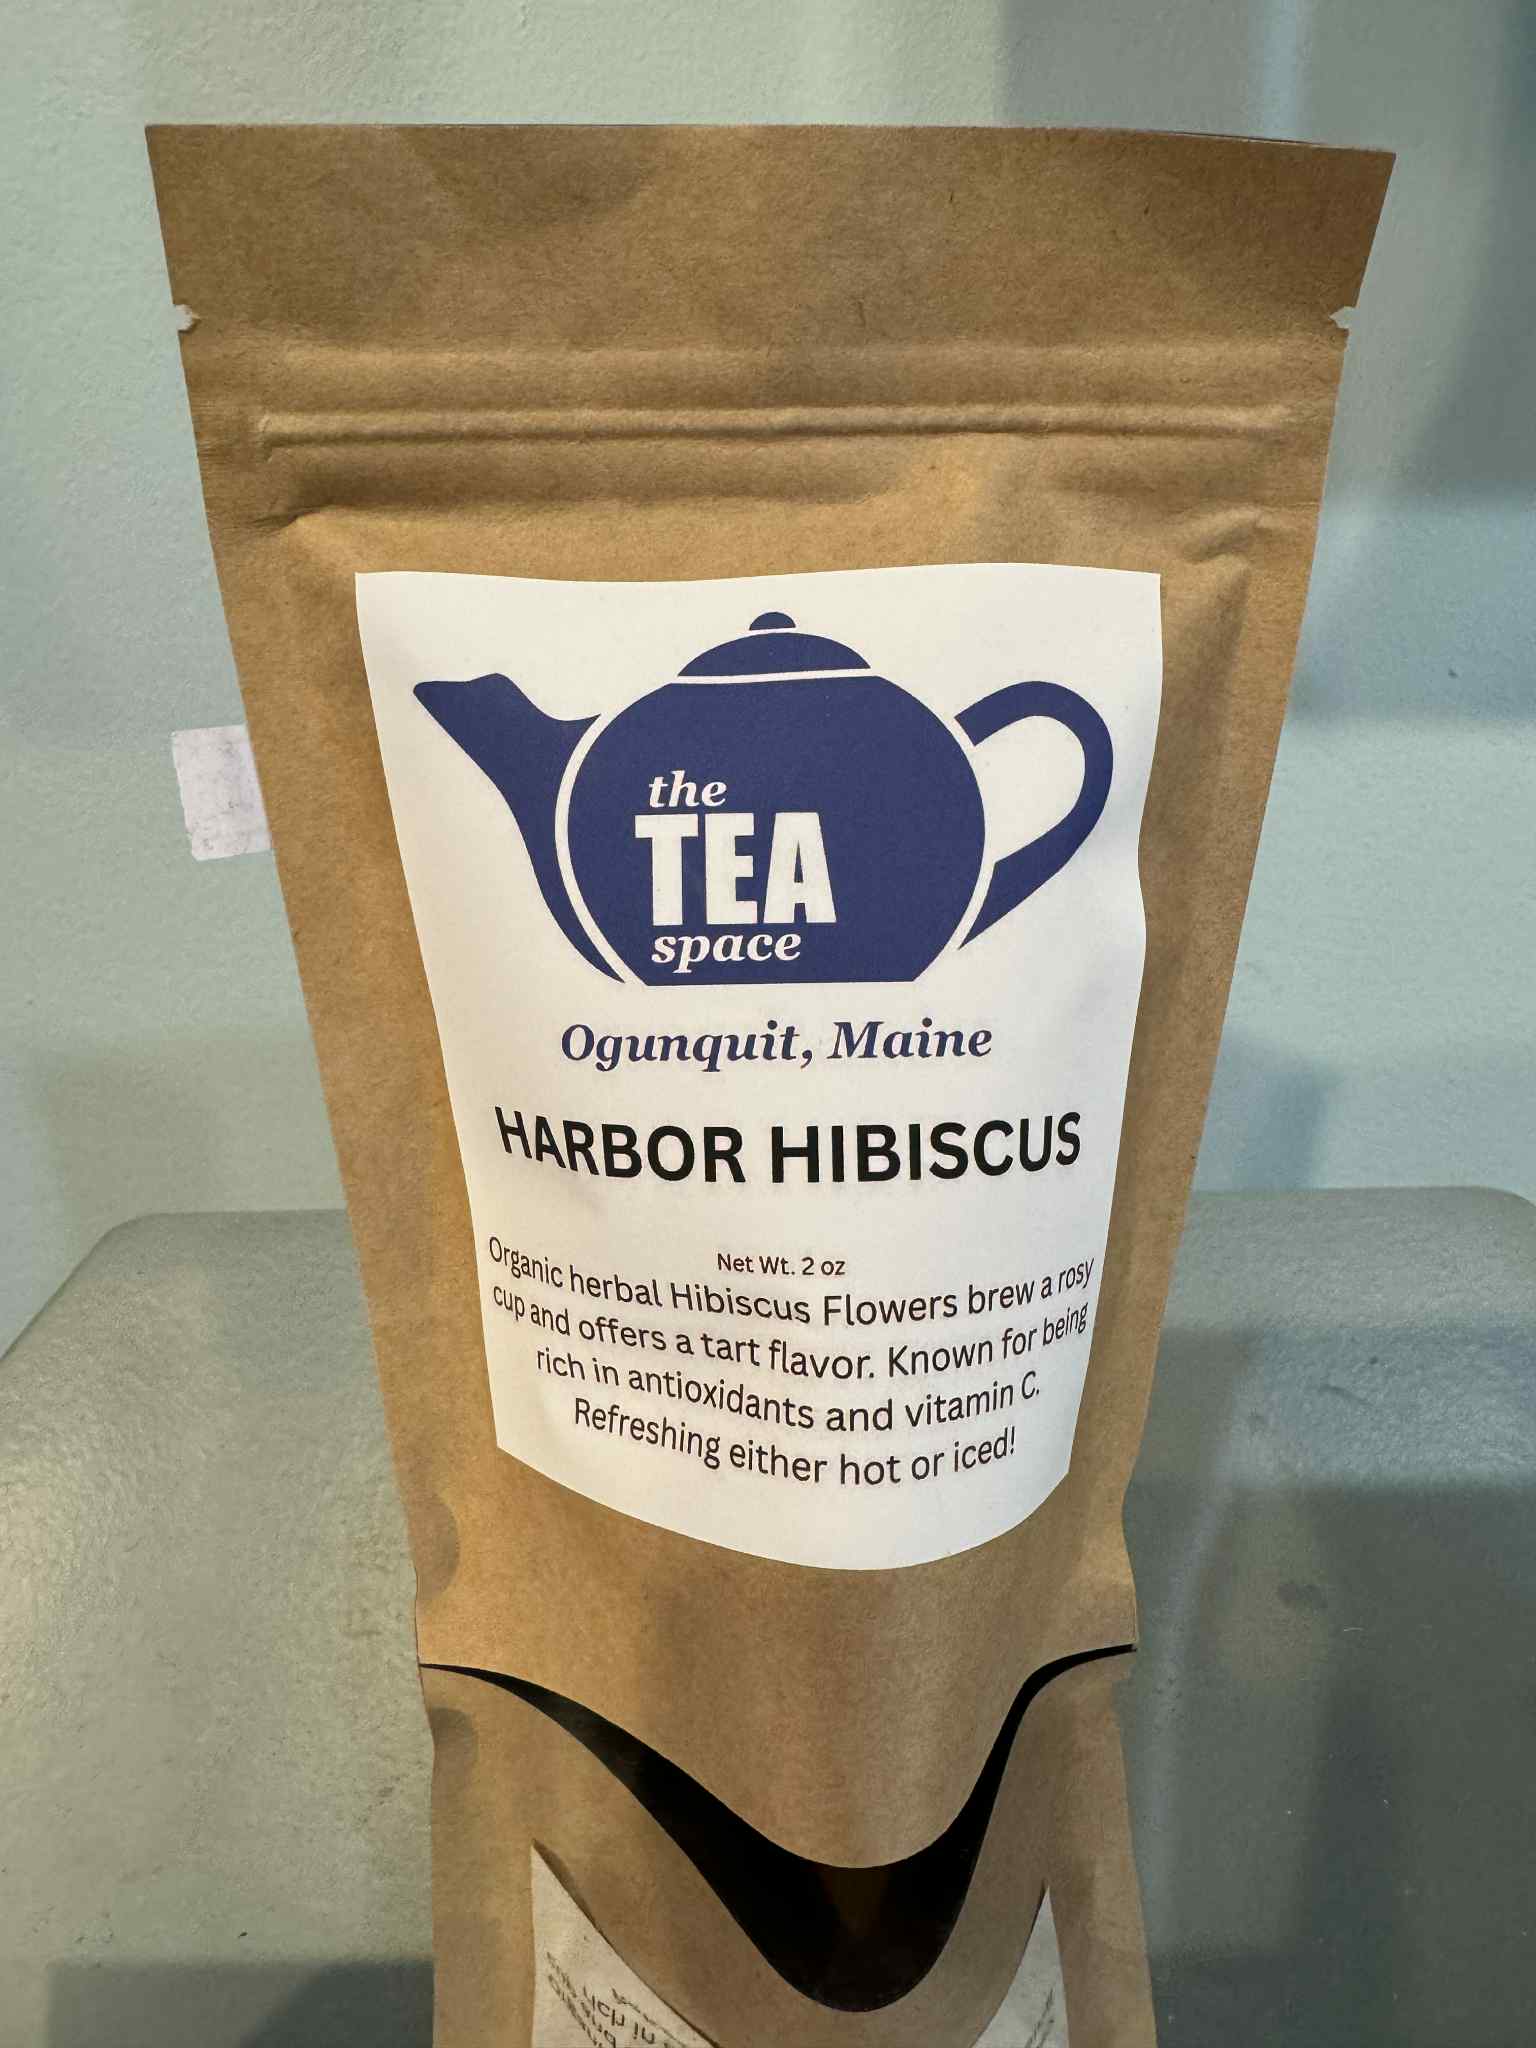 the
TEA
space
Ogunquit, Maine
HARBOR HIBISCUS
Net Wt. 2 oz
Organic herbal Hibiscus Flowers brew a rosy
cup and offers a tart flavor. Known for being
rich in antioxidants and vitamin C.
Refreshing either hot or iced!